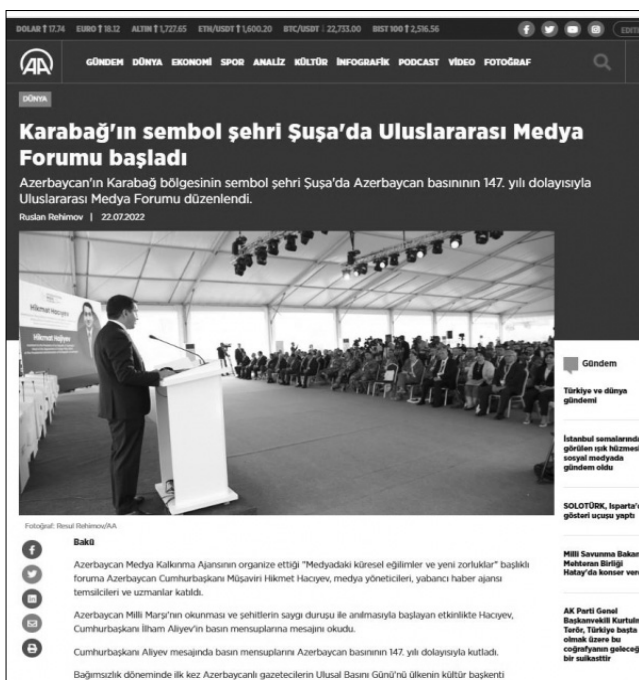 DOLAR ↑ 17.74 EURO ↑ 18.12 ALTIN ↑ 1,727.65 ETH/USDT ↑ 1,600.20 BTC/USDT ↓ 22,733.00 BIST 100 ↑ 2,516.56
EDITI
AA GÜNDEM DÜNYA EKONOMİ SPOR ANALİZ KÜLTÜR İNFOGRAFİK PODCAST VİDEO FOTOĞRAF
DÜNYA
Karabağ'ın sembol şehri Şuşa'da Uluslararası Medya
Forumu başladı
Azerbaycan'ın Karabağ bölgesinin sembol şehri Şuşa'da Azerbaycan basınının 147. yılı dolayısıyla
Uluslararası Medya Forumu düzenlendi.
Ruslan Rehimov | 22.07.2022
Hikmat Hajiyev
Fotoğraf: Resul Rehimov/AA
Bakü
Azerbaycan Medya Kalkınma Ajansının organize ettiği "Medyadaki küresel eğilimler ve yeni zorluklar" başlıklı
foruma Azerbaycan Cumhurbaşkanı Müşaviri Hikmet Hacıyev, medya yöneticileri, yabancı haber ajansı
temsilcileri ve uzmanlar katıldı.
Azerbaycan Milli Marşı'nın okunması ve şehitlerin saygı duruşu ile anılmasıyla başlayan etkinlikte Hacıyev,
Cumhurbaşkanı İlham Aliyev'in basın mensuplarına mesajını okudu.
Cumhurbaşkanı Aliyev mesajında basın mensuplarını Azerbaycan basınının 147. yılı dolayısıyla kutladı.
Bağımsızlık döneminde ilk kez Azerbaycanlı gazetecilerin Ulusal Basını Günü'nü ülkenin kültür başkenti
Gündem
Türkiye ve dünya
gündemi
İstanbul semalarında
görülen ışık hüzmesi
sosyal medyada
gündem oldu
SOLOTÜRK, Isparta'd
gösteri uçuşu yaptı
Milli Savunma Bakan
Mehteran Birliği
Hatay'da konser verd
AK Parti Genel
Başkanvekili Kurtulm
Terör, Türkiye başta
olmak üzere bu
coğrafyanın geleceğ
bir suikasttir